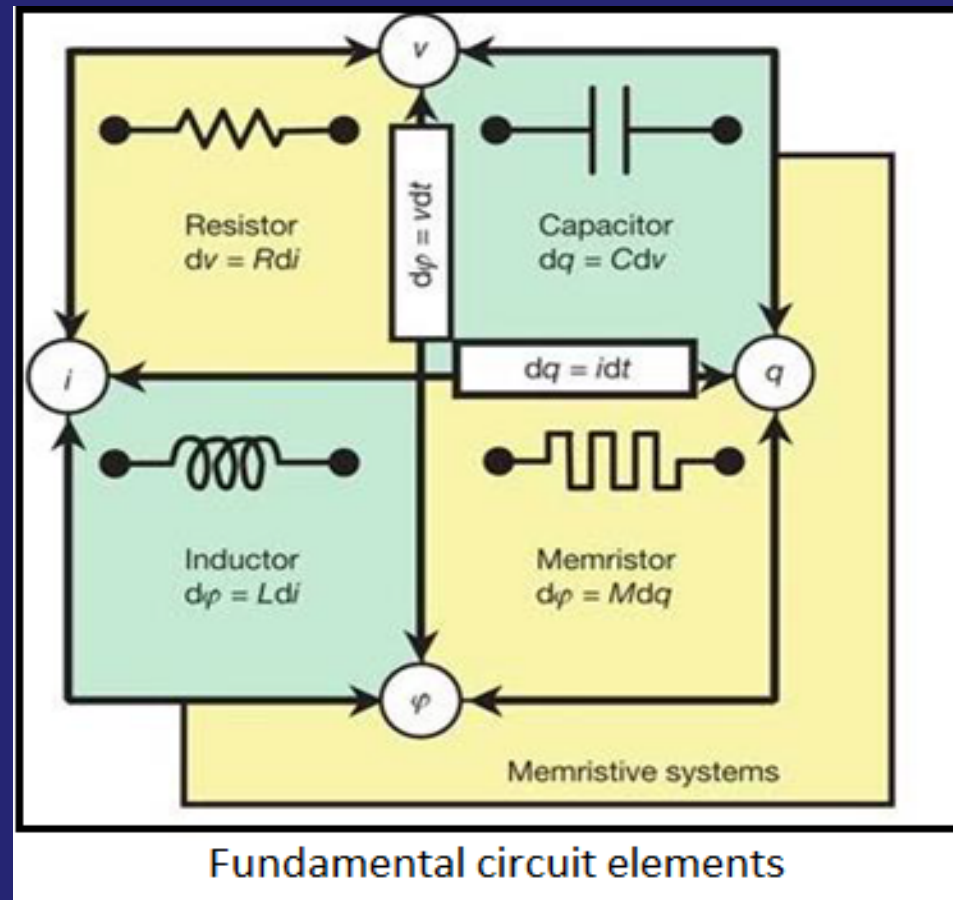 v
Resistor
dv = Rdi
dφ = vdt
Capacitor
dq = Cdv
i
dq = idt
q
Inductor
dφ = Ldi
Memristor
dφ = Mdq
φ
Memristive systems
Fundamental circuit elements